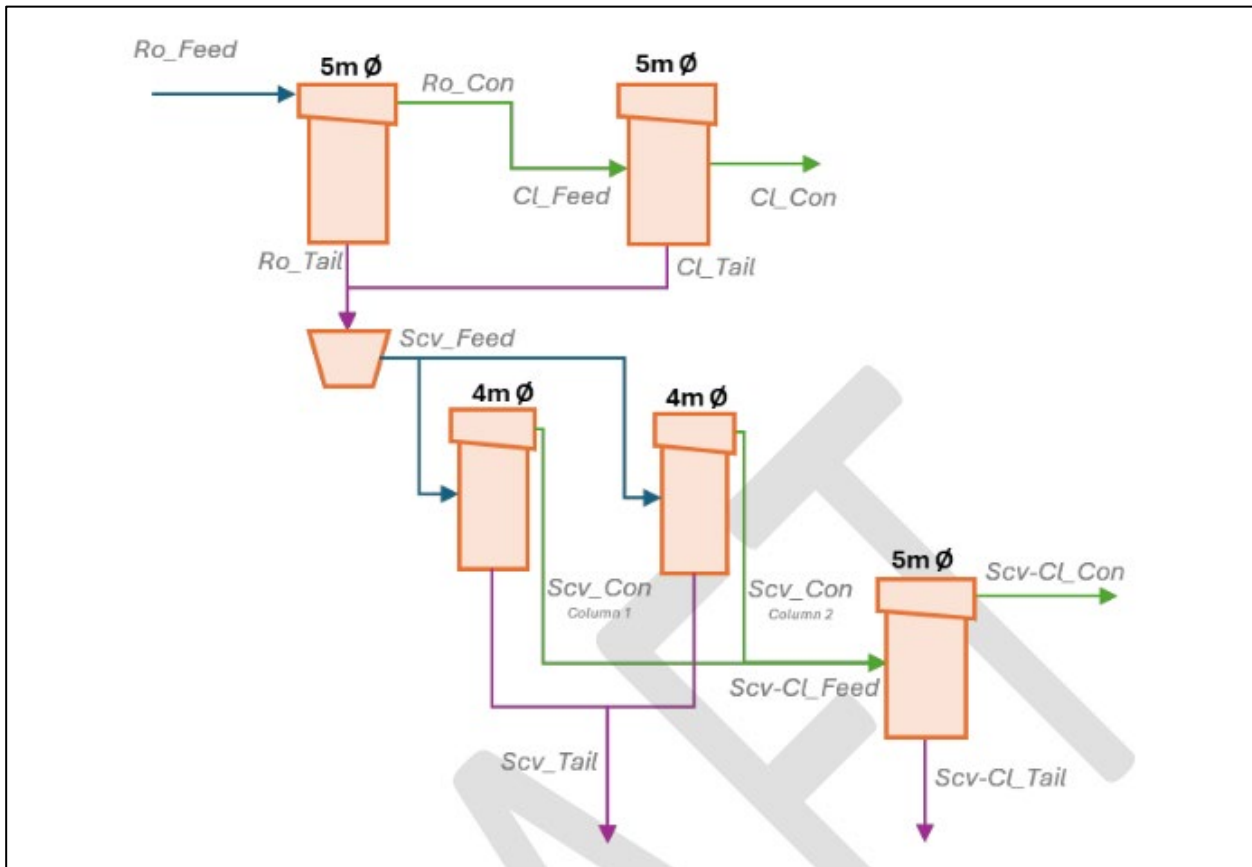 Ro_Feed
5m Ø
Ro_Con
5m Ø
Cl_Feed
Cl_Con
Ro_Tail
Cl_Tail
Scv_Feed
4m Ø
4m Ø
Scv_Con
Column 1
Scv_Con
Column 2
5m Ø
Scv-Cl_Con
Scv-Cl_Feed
Scv_Tail
Scv-Cl_Tail